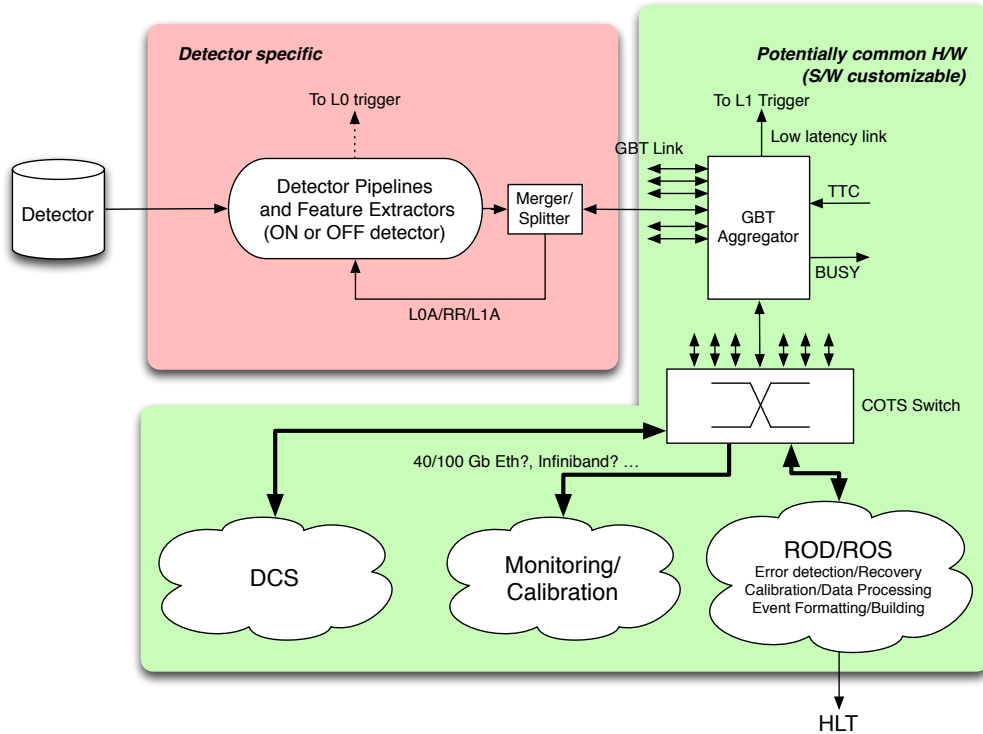 Detector specific
Potentially common H/W
(S/W customizable)
To L0 trigger
To L1 Trigger
Low latency link
GBT Link
Detector
Detector Pipelines
and Feature Extractors
(ON or OFF detector)
Merger/
Splitter
GBT
Aggregator
TTC
BUSY
L0A/RR/L1A
COTS Switch
40/100 Gb Eth?, Infiniband? …
DCS
Monitoring/
Calibration
ROD/ROS
Error detection/Recovery
Calibration/Data Processing
Event Formatting/Building
HLT